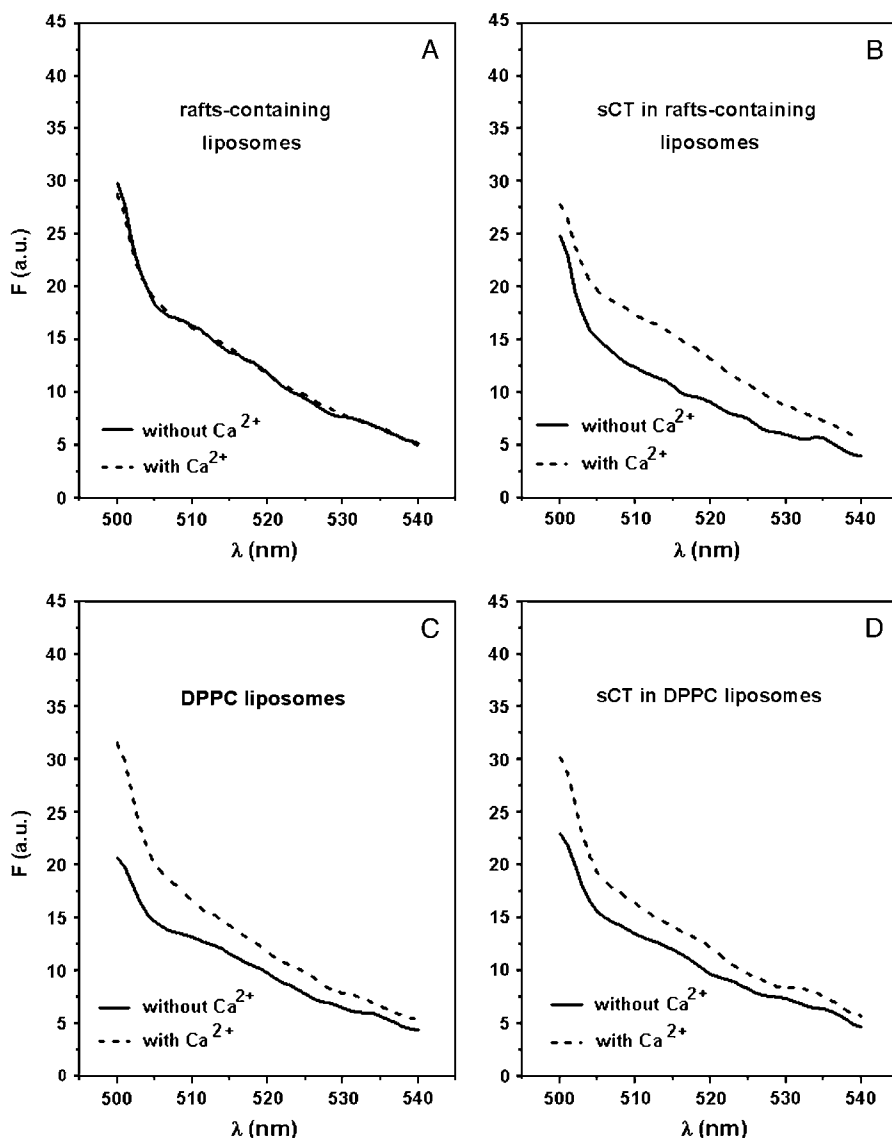 A
45
40
35
30
25
20
15
10
5
0
F (a.u.)
rafts-containing
liposomes
without Ca2+
with Ca2+
500
510
520
530
540
λ (nm)
B
45
40
35
30
25
20
15
10
5
0
sCT in rafts-containing
liposomes
without Ca2+
with Ca2+
500
510
520
530
540
λ (nm)
C
45
40
35
30
25
20
15
10
5
0
F (a.u.)
DPPC liposomes
without Ca2+
with Ca2+
500
510
520
530
540
λ (nm)
D
45
40
35
30
25
20
15
10
5
0
sCT in DPPC liposomes
without Ca2+
with Ca2+
500
510
520
530
540
λ (nm)